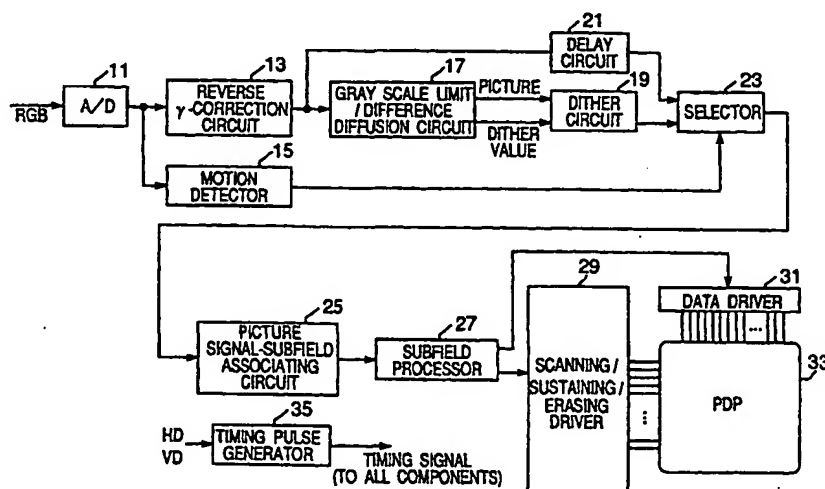 21
DELAY
CIRCUIT
11
A/D
RGB
13
REVERSE
γ-CORRECTION
CIRCUIT
17
GRAY SCALE LIMIT
/ DIFFERENCE
DIFFUSION CIRCUIT
PICTURE
DITHER
VALUE
19
DITHER
CIRCUIT
23
SELECTOR
15
MOTION
DETECTOR
25
PICTURE
SIGNAL-SUBFIELD
ASSOCIATING
CIRCUIT
27
SUBFIELD
PROCESSOR
29
SCANNING /
SUSTAINING /
ERASING
DRIVER
31
DATA DRIVER
...
33
PDP
...
35
HD
VD
TIMING PULSE
GENERATOR
TIMING SIGNAL
(TO ALL COMPONENTS)